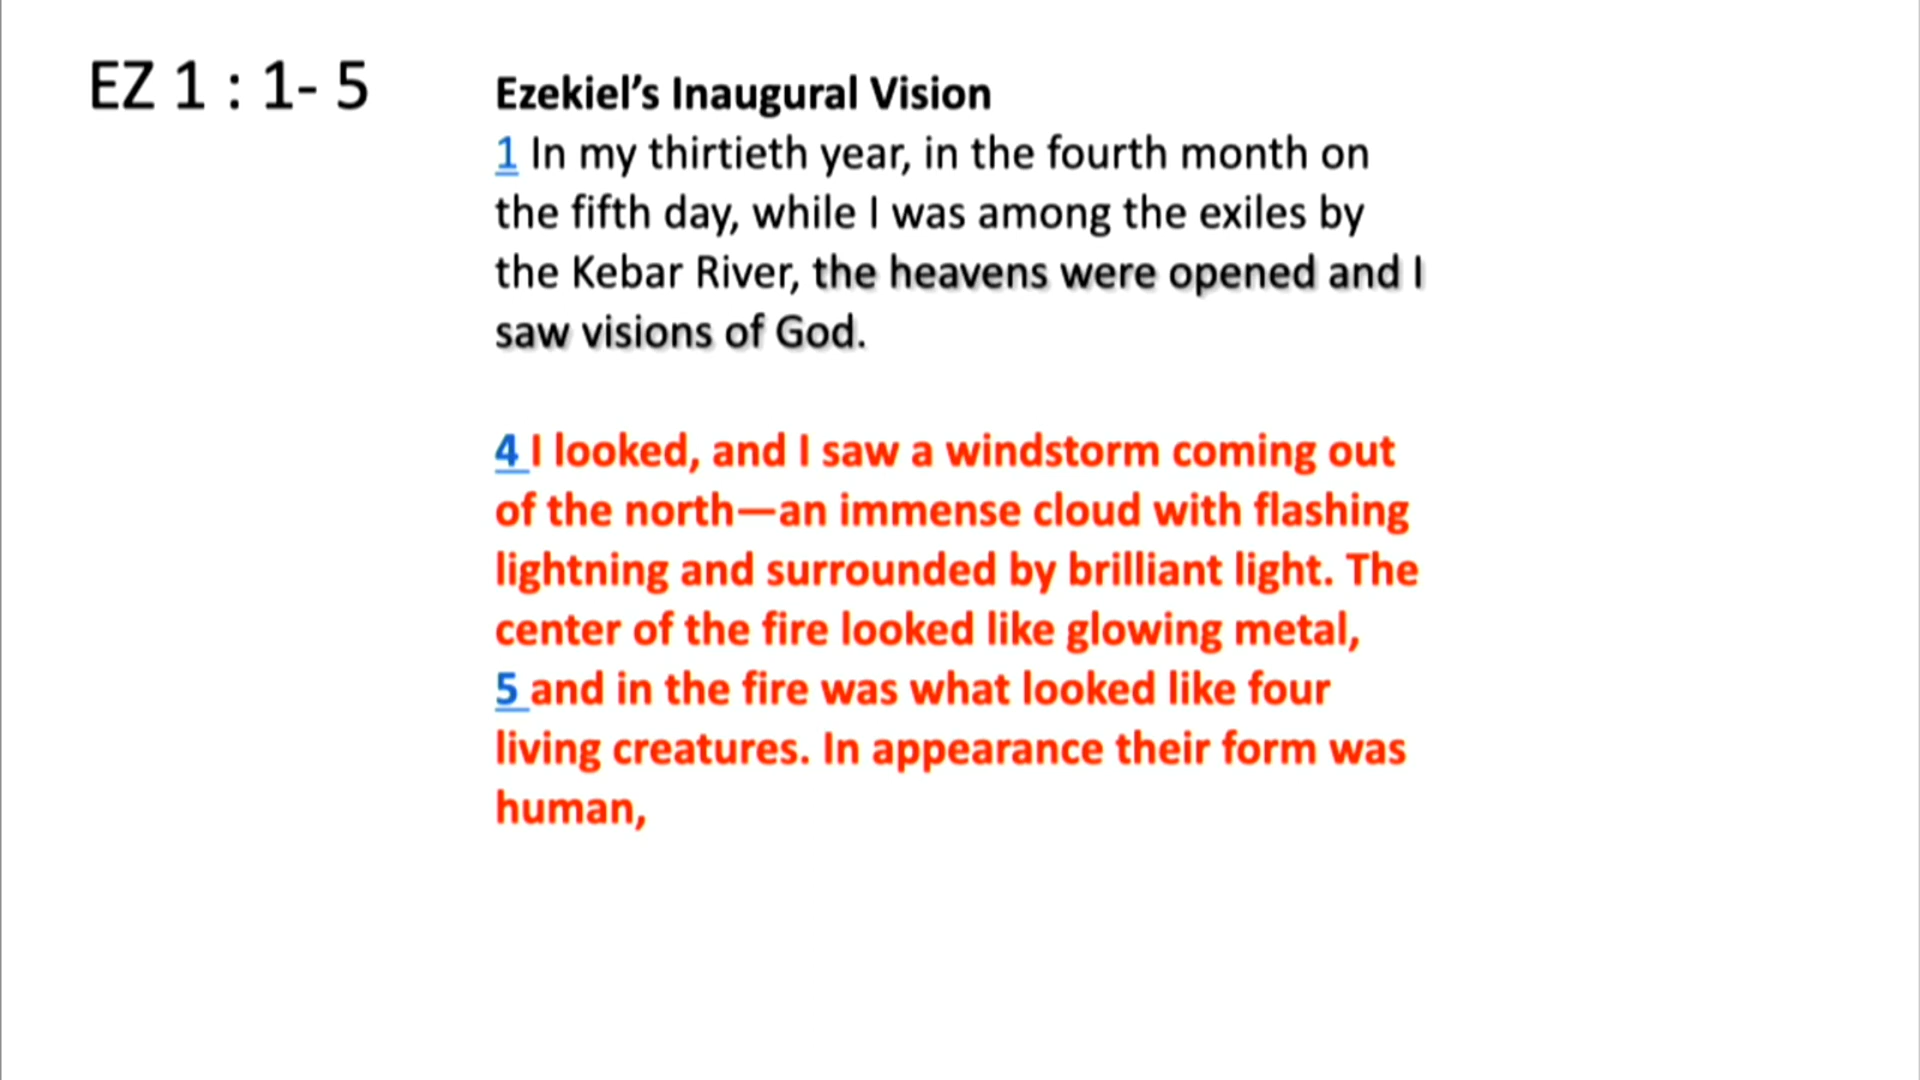 EZ 1 : 1- 5
Ezekiel’s Inaugural Vision
1 In my thirtieth year, in the fourth month on
the fifth day, while I was among the exiles by
the Kebar River, the heavens were opened and I
saw visions of God.
4 I looked, and I saw a windstorm coming out
of the north—an immense cloud with flashing
lightning and surrounded by brilliant light. The
center of the fire looked like glowing metal,
5 and in the fire was what looked like four
living creatures. In appearance their form was
human,